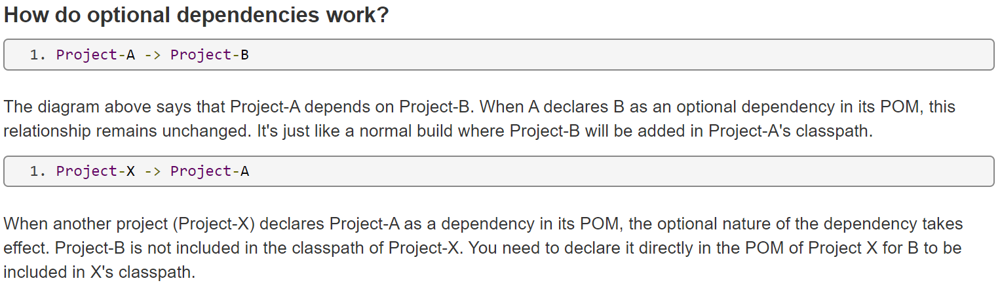 How do optional dependencies work?
1. Project-A -> Project-B
The diagram above says that Project-A depends on Project-B. When A declares B as an optional dependency in its POM, this
relationship remains unchanged. It's just like a normal build where Project-B will be added in Project-A's classpath.
1. Project-X -> Project-A
When another project (Project-X) declares Project-A as a dependency in its POM, the optional nature of the dependency takes
effect. Project-B is not included in the classpath of Project-X. You need to declare it directly in the POM of Project X for B to be
included in X's classpath.